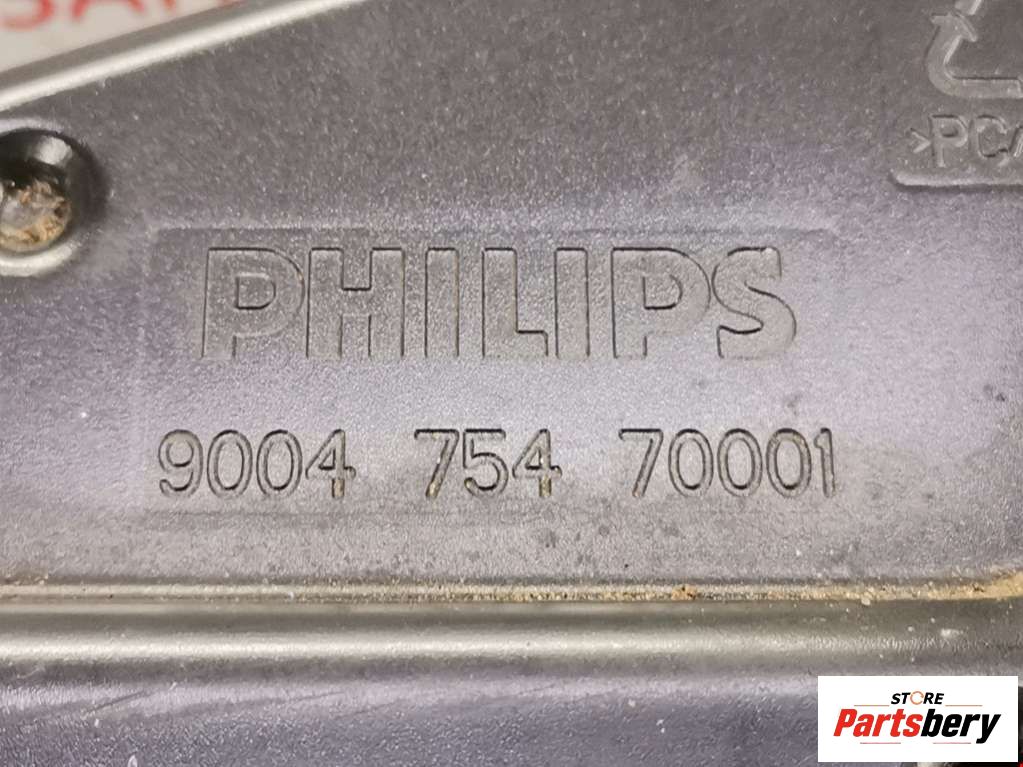 >PC
PHILIPS
9004 754 70001
STORE
Partsbery